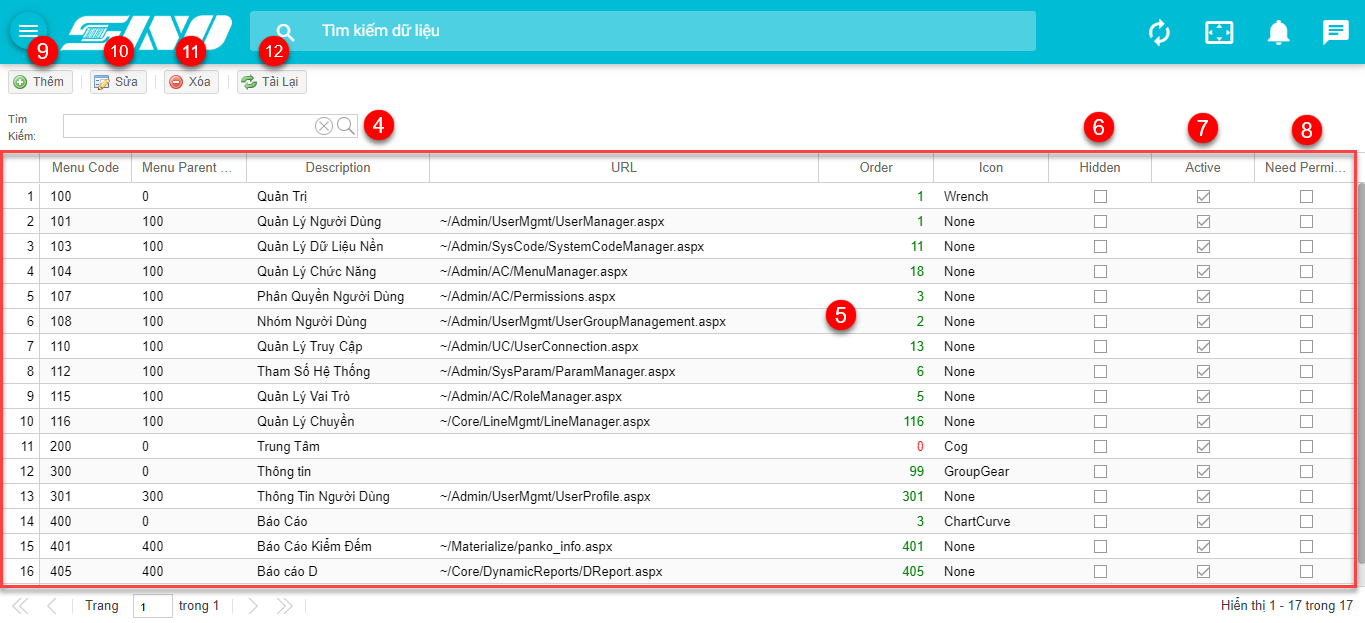 SNV Tìm kiếm dữ liệu
9 10 11 12
Thêm Sửa Xóa Tải Lại
Tìm
Kiếm:
4 6 7 8
Menu Code Menu Parent ... Description URL Order Icon Hidden Active Need Permi...
1 100 0 Quản Trị 1 Wrench
2 101 100 Quản Lý Người Dùng ~/Admin/UserMgmt/UserManager.aspx 1 None
3 103 100 Quản Lý Dữ Liệu Nền ~/Admin/SysCode/SystemCodeManager.aspx 11 None
4 104 100 Quản Lý Chức Năng ~/Admin/AC/MenuManager.aspx 18 None
5 107 100 Phân Quyền Người Dùng ~/Admin/AC/Permissions.aspx 3 None
5
6 108 100 Nhóm Người Dùng ~/Admin/UserMgmt/UserGroupManagement.aspx 2 None
7 110 100 Quản Lý Truy Cập ~/Admin/UC/UserConnection.aspx 13 None
8 112 100 Tham Số Hệ Thống ~/Admin/SysParam/ParamManager.aspx 6 None
9 115 100 Quản Lý Vai Trò ~/Admin/AC/RoleManager.aspx 5 None
10 116 100 Quản Lý Chuyền ~/Core/LineMgmt/LineManager.aspx 116 None
11 200 0 Trung Tâm 0 Cog
12 300 0 Thông tin 99 GroupGear
13 301 300 Thông Tin Người Dùng ~/Admin/UserMgmt/UserProfile.aspx 301 None
14 400 0 Báo Cáo 3 ChartCurve
15 401 400 Báo Cáo Kiểm Đếm ~/Materialize/panko_info.aspx 401 None
16 405 400 Báo cáo D ~/Core/DynamicReports/DReport.aspx 405 None
Trang 1 trong 1 Hiển thị 1 - 17 trong 17